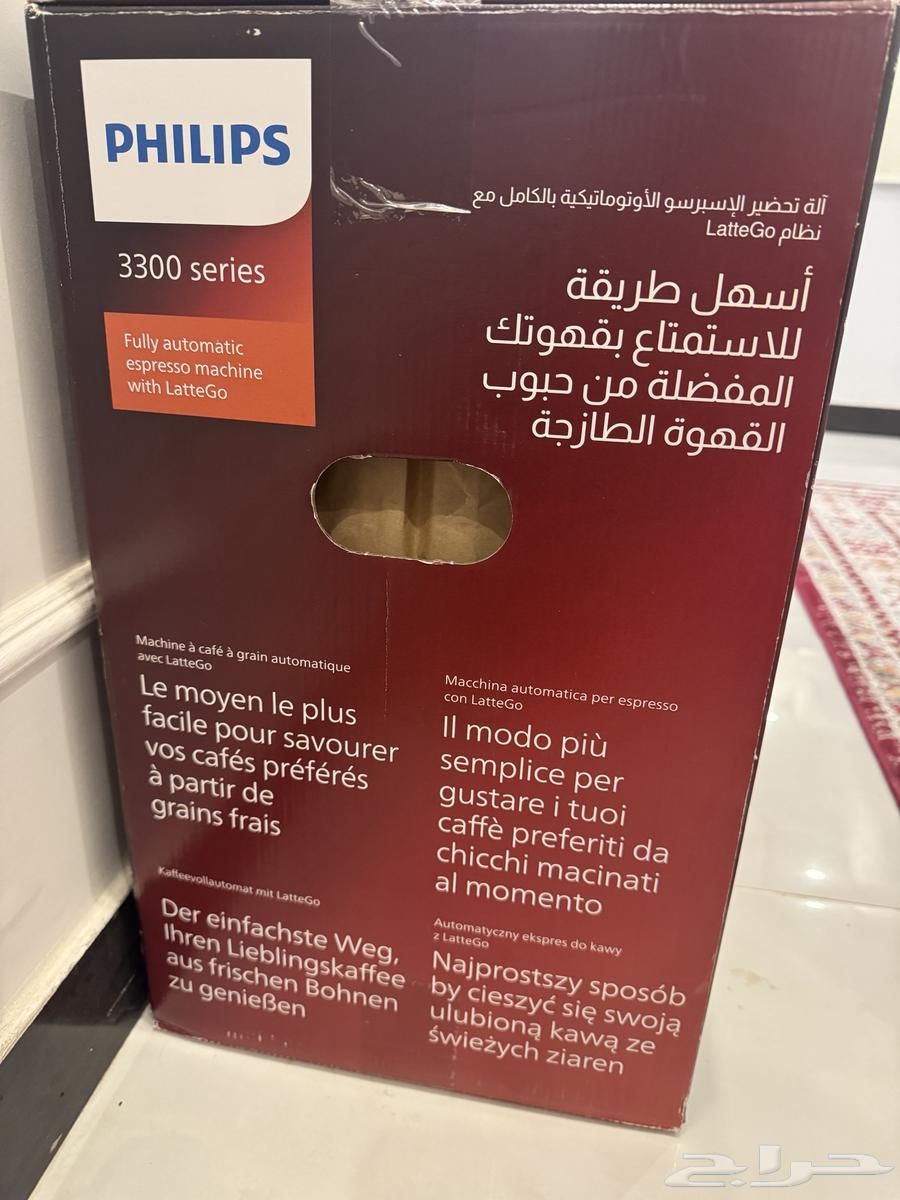 PHILIPS
3300 series
Fully automatic
espresso machine
with LatteGo
آلة تحضير الإسبرسو الأوتوماتيكية بالكامل مع
نظام LatteGo
أسهل طريقة
للاستمتاع بقهوتك
المفضلة من حبوب
القهوة الطازجة
Machine à café à grain automatique
avec LatteGo
Le moyen le plus
facile pour savourer
vos cafés préférés
à partir de
grains frais
Macchina automatica per espresso
con LatteGo
Il modo più
semplice per
gustare i tuoi
caffè preferiti da
chicchi macinati
al momento
Kaffeevollautomat mit LatteGo
Der einfachste Weg,
Ihren Lieblingskaffee
aus frischen Bohnen
zu genießen
Automatyczny ekspres do kawy
z LatteGo
Najprostszy sposób
by cieszyć się swoją
ulubioną kawą ze
świeżych ziaren
حراج